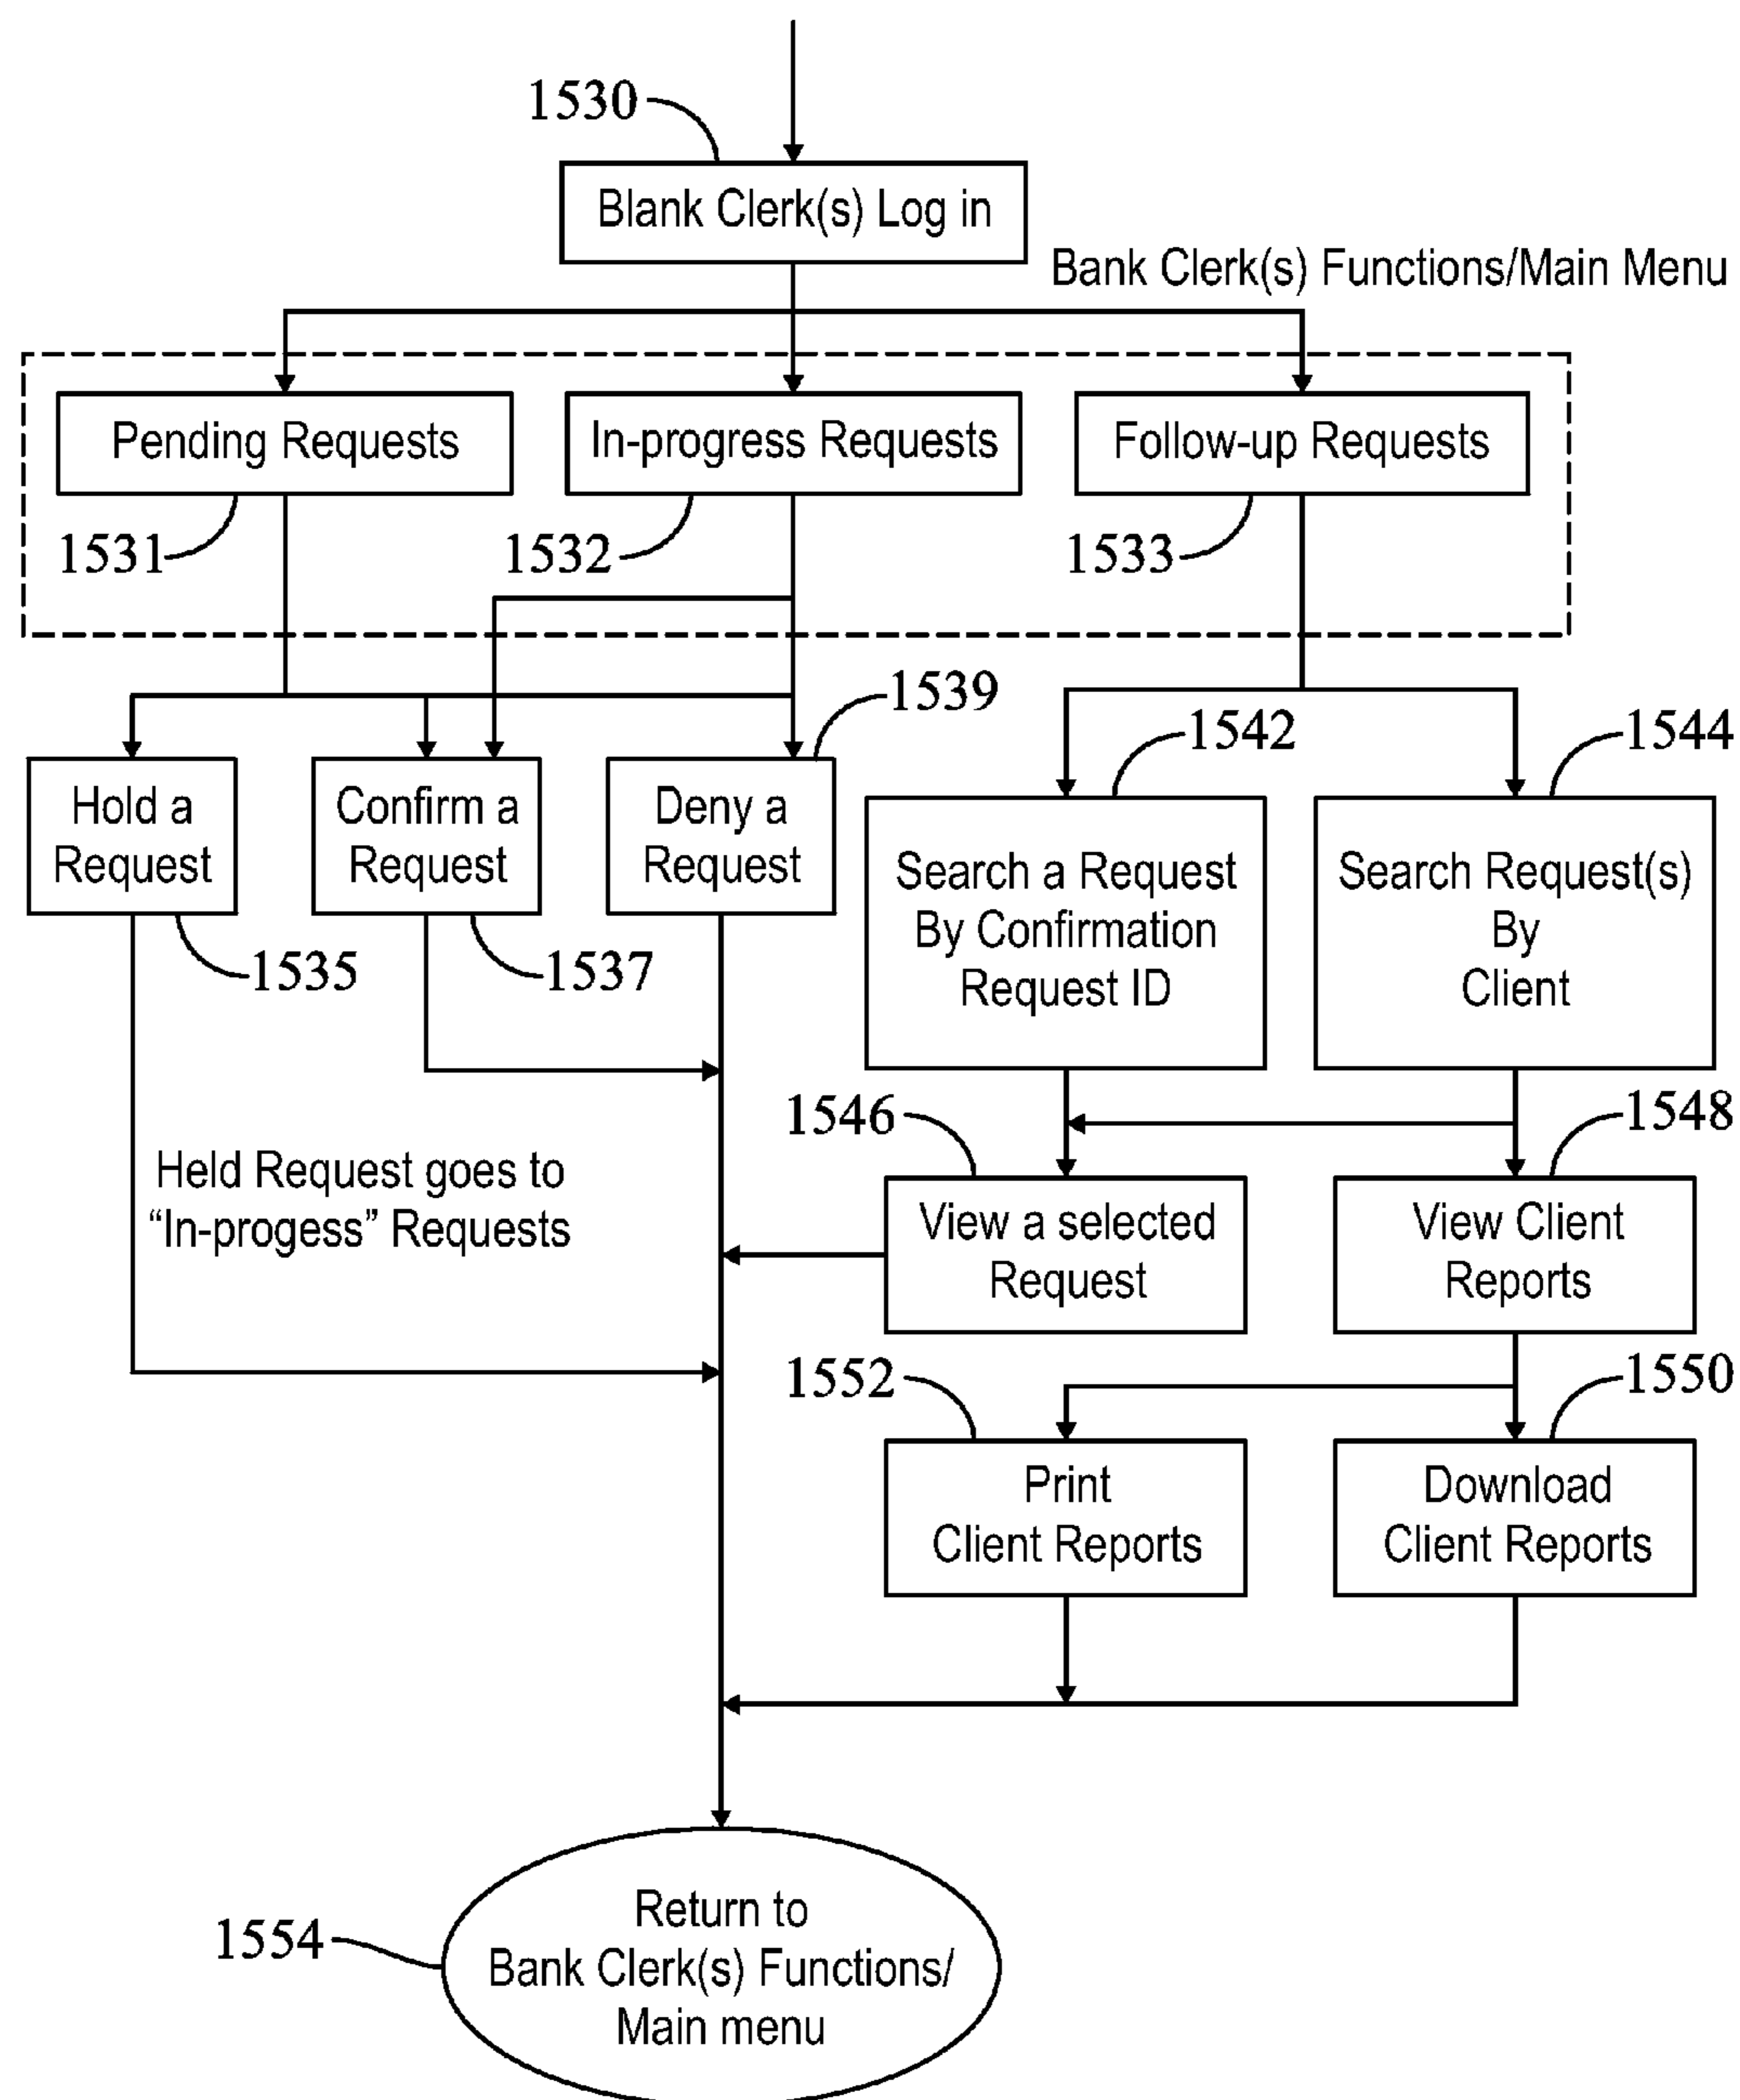 1530
Blank Clerk(s) Log in
Bank Clerk(s) Functions/Main Menu
Pending Requests
In-progress Requests
Follow-up Requests
1531
1532
1533
1539
1542
1544
Hold a
Request
Confirm a
Request
Deny a
Request
Search a Request
By Confirmation
Request ID
Search Request(s)
By
Client
1535
1537
1546
1548
Held Request goes to
“In-progess” Requests
View a selected
Request
View Client
Reports
1552
1550
Print
Client Reports
Download
Client Reports
1554
Return to
Bank Clerk(s) Functions/
Main menu